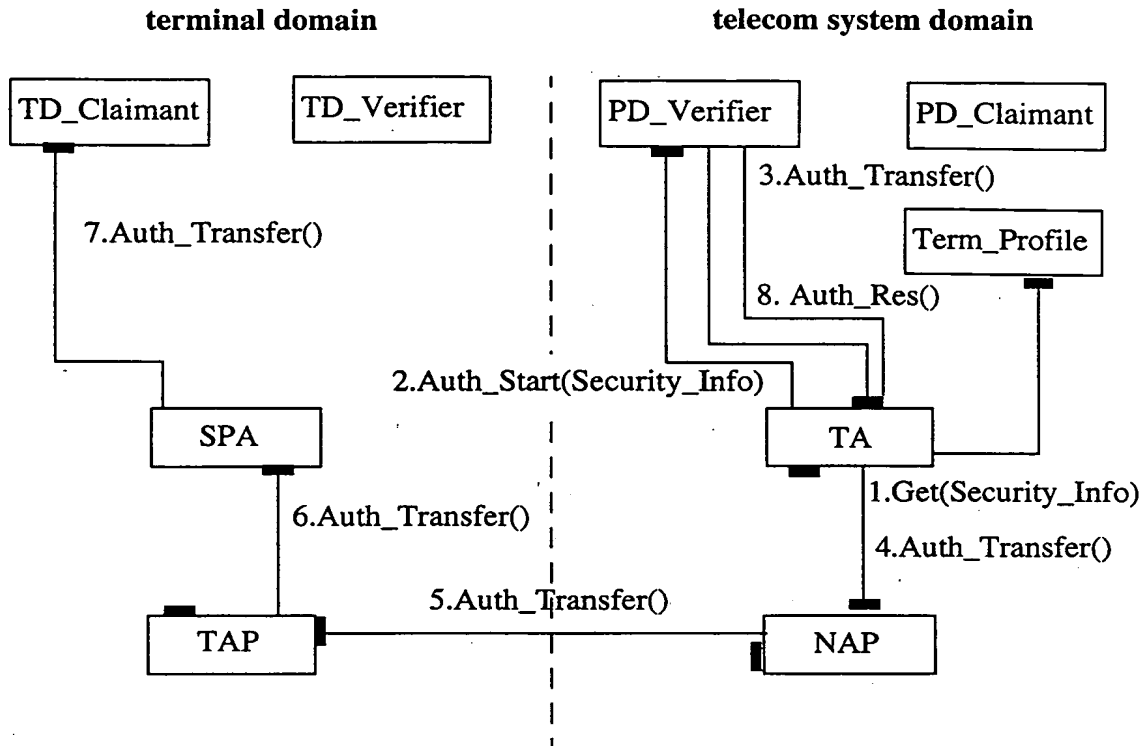 terminal domain
telecom system domain
TD_Claimant
TD_Verifier
PD_Verifier
PD_Claimant
3.Auth_Transfer()
7.Auth_Transfer()
Term_Profile
8. Auth_Res()
2.Auth_Start(Security_Info)
SPA
TA
1.Get(Security_Info)
6.Auth_Transfer()
4.Auth_Transfer()
5.Auth_Transfer()
TAP
NAP